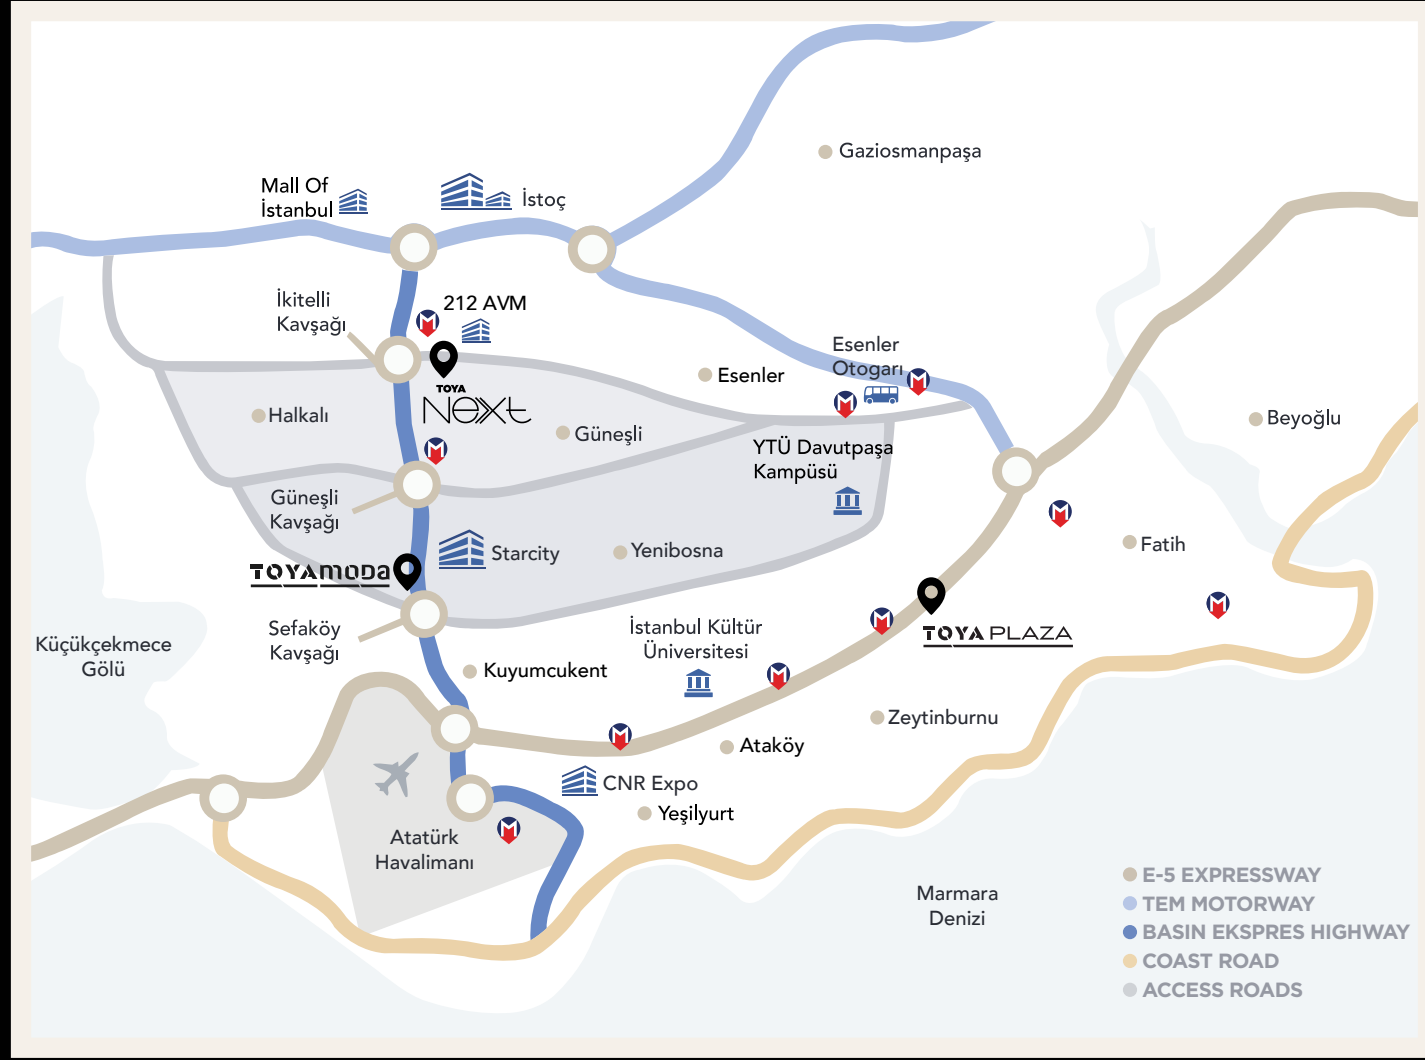 Gaziosmanpaşa
Mall Of
İstanbul
İstoç
İkitelli
Kavşağı
212 AVM
Esenler
Otogarı
Esenler
TOYA
Next
Halkalı
Güneşli
Beyoğlu
YTÜ Davutpaşa
Kampüsü
Güneşli
Kavşağı
Starcity
Yenibosna
Fatih
TOYAMODA
Sefaköy
Kavşağı
İstanbul Kültür
Üniversitesi
TOYA PLAZA
Küçükçekmece
Gölü
Kuyumcukent
Zeytinburnu
Ataköy
CNR Expo
Yeşilyurt
Atatürk
Havalimanı
Marmara
Denizi
E-5 EXPRESSWAY
TEM MOTORWAY
BASIN EKSPRES HIGHWAY
COAST ROAD
ACCESS ROADS